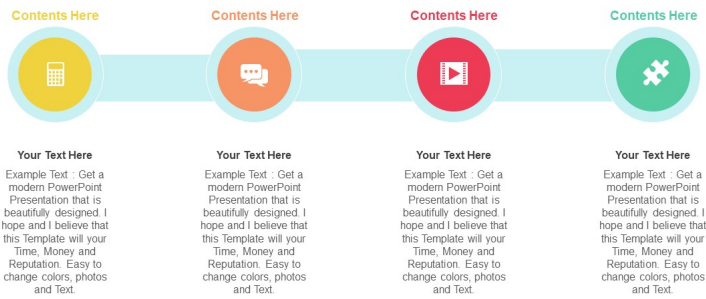 Contents Here
Contents Here
Contents Here
Contents Here
Your Text Here
Example Text : Get a
modern PowerPoint
Presentation that is
beautifully designed. I
hope and I believe that
this Template will your
Time, Money and
Reputation. Easy to
change colors, photos
and Text.
Your Text Here
Example Text : Get a
modern PowerPoint
Presentation that is
beautifully designed. I
hope and I believe that
this Template will your
Time, Money and
Reputation. Easy to
change colors, photos
and Text.
Your Text Here
Example Text : Get a
modern PowerPoint
Presentation that is
beautifully designed. I
hope and I believe that
this Template will your
Time, Money and
Reputation. Easy to
change colors, photos
and Text.
Your Text Here
Example Text : Get a
modern PowerPoint
Presentation that is
beautifully designed. I
hope and I believe that
this Template will your
Time, Money and
Reputation. Easy to
change colors, photos
and Text.